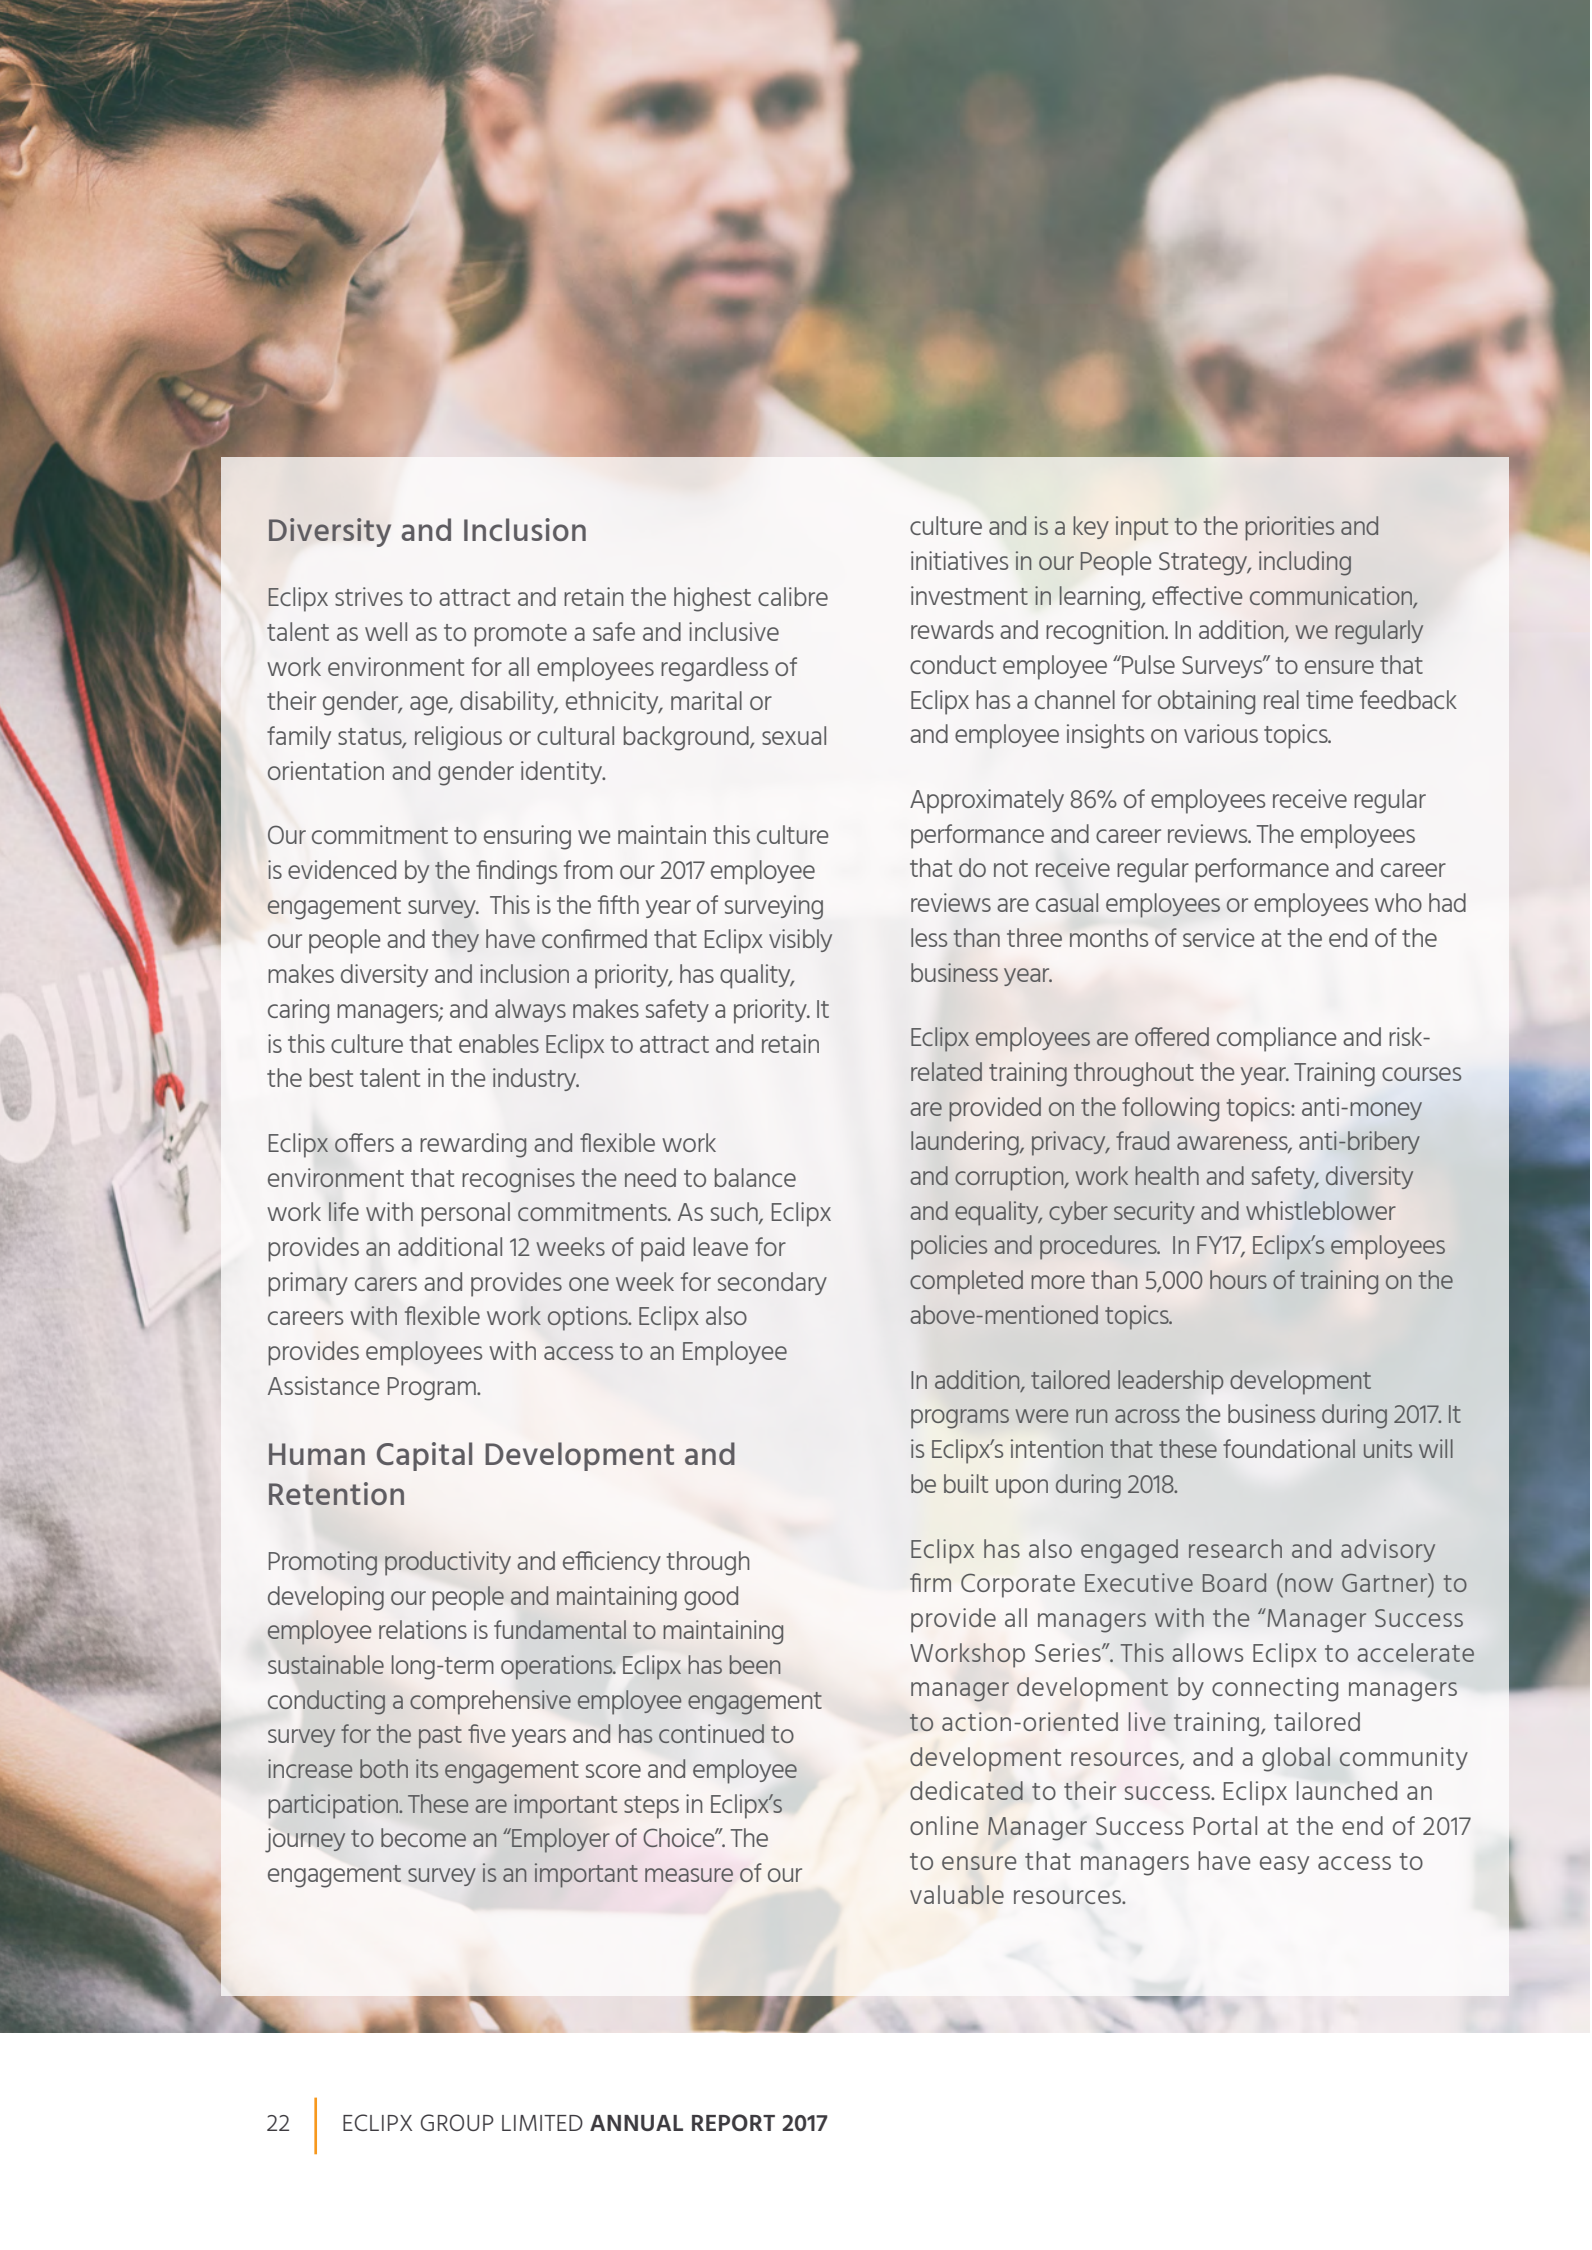 Diversity and Inclusion
Eclipx strives to attract and retain the highest calibre
talent as well as to promote a safe and inclusive
work environment for all employees regardless of
their gender, age, disability, ethnicity, marital or
family status, religious or cultural background, sexual
orientation and gender identity.
Our commitment to ensuring we maintain this culture
is evidenced by the findings from our 2017 employee
engagement survey.  This is the fifth year of surveying
our people and they have confirmed that Eclipx visibly
makes diversity and inclusion a priority, has quality,
caring managers; and always makes safety a priority. It
is this culture that enables Eclipx to attract and retain
the best talent in the industry.
Eclipx offers a rewarding and flexible work
environment that recognises the need to balance
work life with personal commitments. As such, Eclipx
provides an additional 12 weeks of paid leave for
primary carers and provides one week for secondary
careers with flexible work options. Eclipx also
provides employees with access to an Employee
Assistance Program.
Human Capital Development and
Retention
Promoting productivity and efficiency through
developing our people and maintaining good
employee relations is fundamental to maintaining
sustainable long-term operations. Eclipx has been
conducting a comprehensive employee engagement
survey for the past five years and has continued to
increase both its engagement score and employee
participation. These are important steps in Eclipx’s
journey to become an “Employer of Choice”. The
engagement survey is an important measure of our
culture and is a key input to the priorities and
initiatives in our People Strategy, including
investment in learning, effective communication,
rewards and recognition. In addition, we regularly
conduct employee “Pulse Surveys” to ensure that
Eclipx has a channel for obtaining real time feedback
and employee insights on various topics.
Approximately 86% of employees receive regular
performance and career reviews. The employees
that do not receive regular performance and career
reviews are casual employees or employees who had
less than three months of service at the end of the
business year.
Eclipx employees are offered compliance and risk-
related training throughout the year. Training courses
are provided on the following topics: anti-money
laundering, privacy, fraud awareness, anti-bribery
and corruption, work health and safety, diversity
and equality, cyber security and whistleblower
policies and procedures.  In FY17, Eclipx’s employees
completed more than 5,000 hours of training on the
above-mentioned topics.
In addition, tailored leadership development
programs were run across the business during 2017. It
is Eclipx’s intention that these foundational units will
be built upon during 2018.
Eclipx has also engaged research and advisory
firm Corporate Executive Board (now Gartner) to
provide all managers with the “Manager Success
Workshop Series”. This allows Eclipx to accelerate
manager development by connecting managers
to action-oriented live training, tailored
development resources, and a global community
dedicated to their success. Eclipx launched an
online Manager Success Portal at the end of 2017
to ensure that managers have easy access to
valuable resources.
OLUNT
22
ECLIPX GROUP LIMITED ANNUAL REPORT 2017